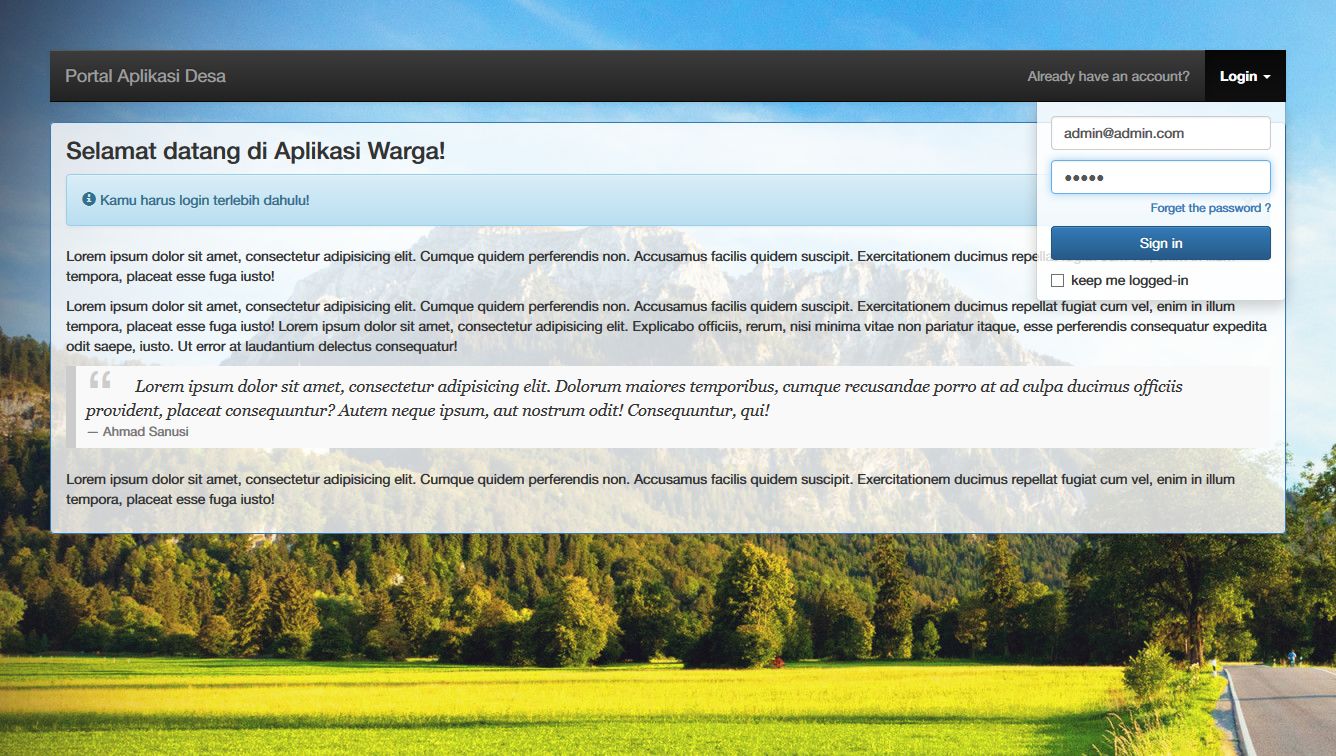 Portal Aplikasi Desa
Already have an account?
Login
admin@admin.com
•••••
Forget the password ?
Sign in
keep me logged-in
Selamat datang di Aplikasi Warga!
Kamu harus login terlebih dahulu!
Lorem ipsum dolor sit amet, consectetur adipisicing elit. Cumque quidem perferendis non. Accusamus facilis quidem suscipit. Exercitationem ducimus
tempora, placeat esse fuga iusto!
Lorem ipsum dolor sit amet, consectetur adipisicing elit. Cumque quidem perferendis non. Accusamus facilis quidem suscipit. Exercitationem ducimus repellat fugiat cum vel, enim in illum
tempora, placeat esse fuga iusto! Lorem ipsum dolor sit amet, consectetur adipisicing elit. Explicabo officiis, rerum, nisi minima vitae non pariatur itaque, esse perferendis consequatur expedita
odit saepe, iusto. Ut error at laudantium delectus consequatur!
“ Lorem ipsum dolor sit amet, consectetur adipisicing elit. Dolorum maiores temporibus, cumque recusandae porro at ad culpa ducimus officiis
provident, placeat consequuntur? Autem neque ipsum, aut nostrum odit! Consequuntur, qui!
— Ahmad Sanusi
Lorem ipsum dolor sit amet, consectetur adipisicing elit. Cumque quidem perferendis non. Accusamus facilis quidem suscipit. Exercitationem ducimus repellat fugiat cum vel, enim in illum
tempora, placeat esse fuga iusto!